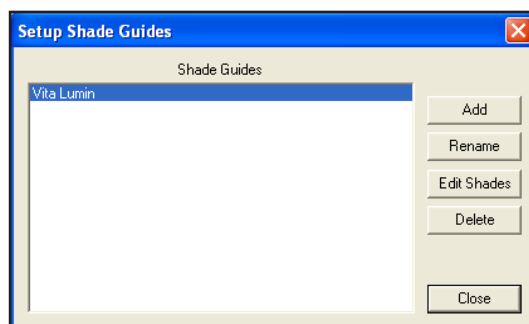 Setup Shade Guides
Shade Guides
Vita Lumin
Add
Rename
Edit Shades
Delete
Close